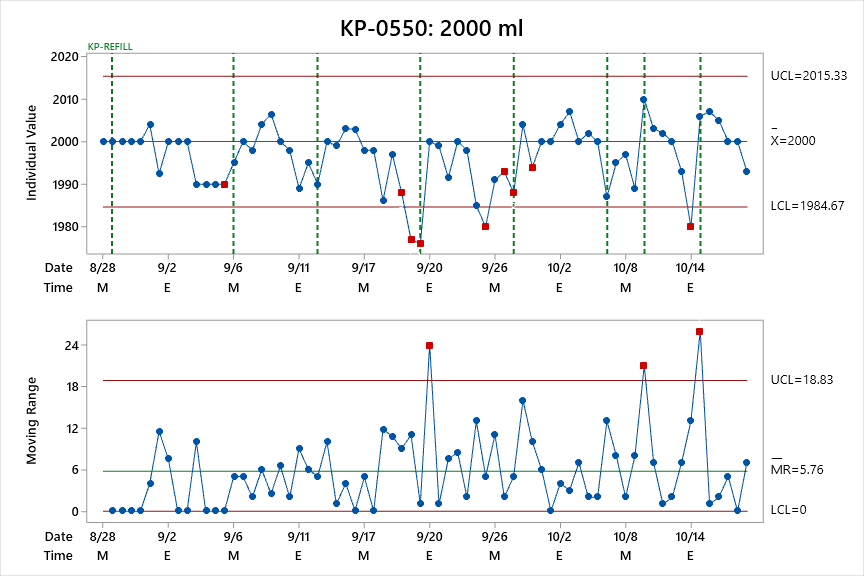 KP-0550: 2000 ml
KP-REFILL
2020
2010
2000
1990
1980
Individual Value
UCL=2015.33
X=2000
LCL=1984.67
Date 8/28 9/2 9/6 9/11 9/17 9/20 9/26 10/2 10/8 10/14
Time M E M E M E M E M E
24
18
12
6
0
Moving Range
UCL=18.83
MR=5.76
LCL=0
Date 8/28 9/2 9/6 9/11 9/17 9/20 9/26 10/2 10/8 10/14
Time M E M E M E M E M E